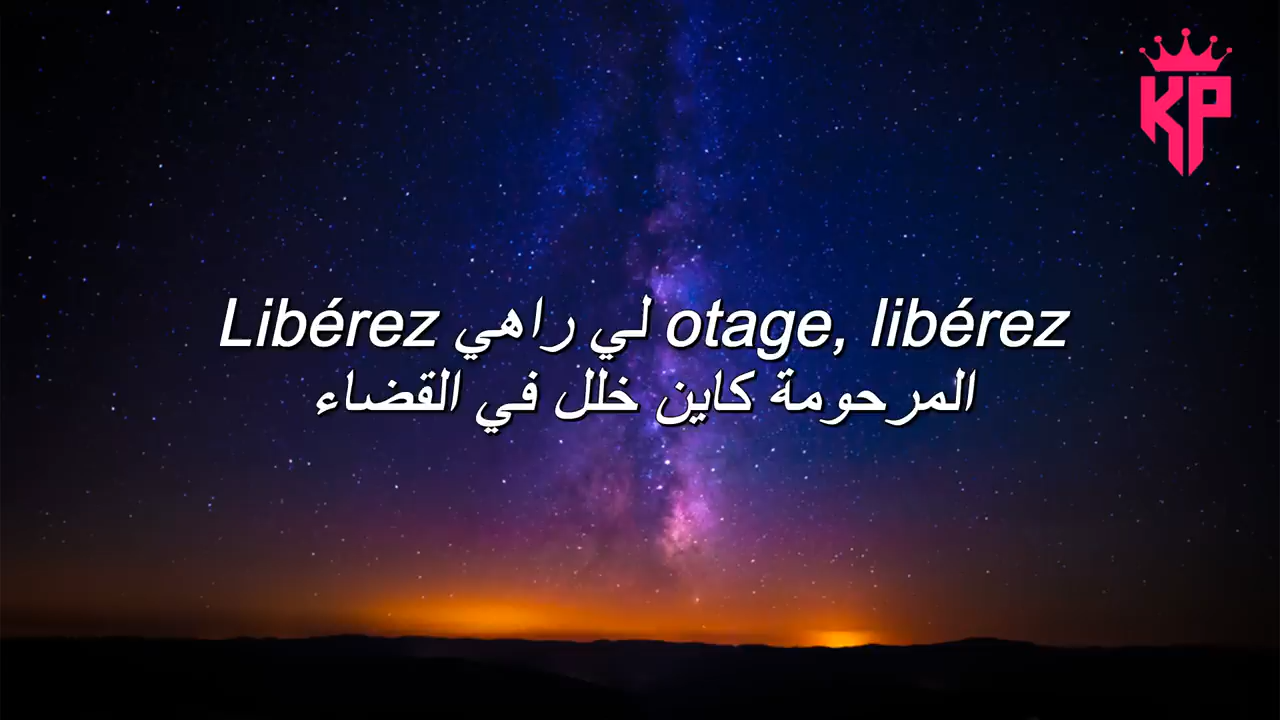 KP
Libérez لي راهي otage, libérez
المرحومة كاين خلل في القضاء